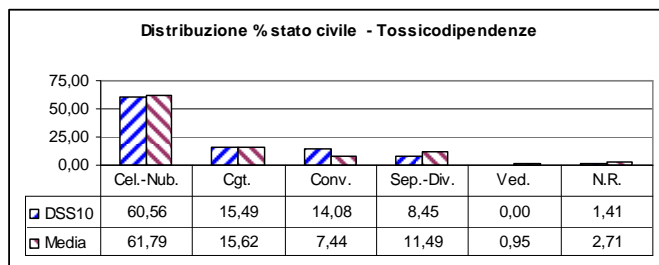 Distribuzione % stato civile - Tossicodipendenze
75,00
50,00
25,00
0,00
Cel.-Nub. Cgt. Conv. Sep.-Div. Ved. N.R.
DSS10 60,56 15,49 14,08 8,45 0,00 1,41
Media 61,79 15,62 7,44 11,49 0,95 2,71